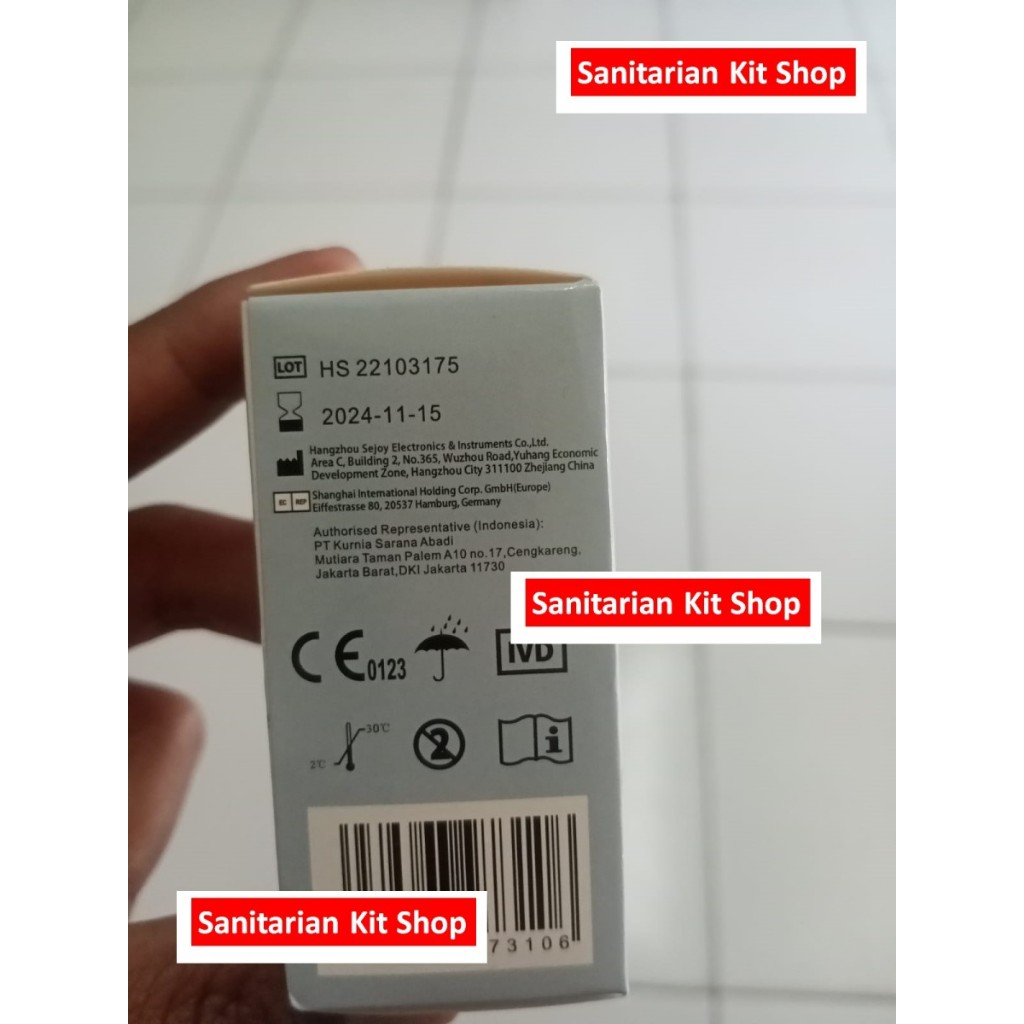 Sanitarian Kit Shop
LOT HS 22103175
2024-11-15
Hangzhou Sejoy Electronics & Instruments Co.,Ltd.
Area C, Building 2, No.365, Wuzhou Road,Yuhang Economic
Development Zone, Hangzhou City 311100 Zhejiang China
EC REP Shanghai International Holding Corp. GmbH(Europe)
Eiffestrasse 80, 20537 Hamburg, Germany
Authorised Representative (Indonesia):
PT Kurnia Sarana Abadi
Mutiara Taman Palem A10 no.17,Cengkareng,
Jakarta Barat,DKI Jakarta 11730
Sanitarian Kit Shop
CE 0123 IVD
2°C 30°C 2 i
Sanitarian Kit Shop
73106